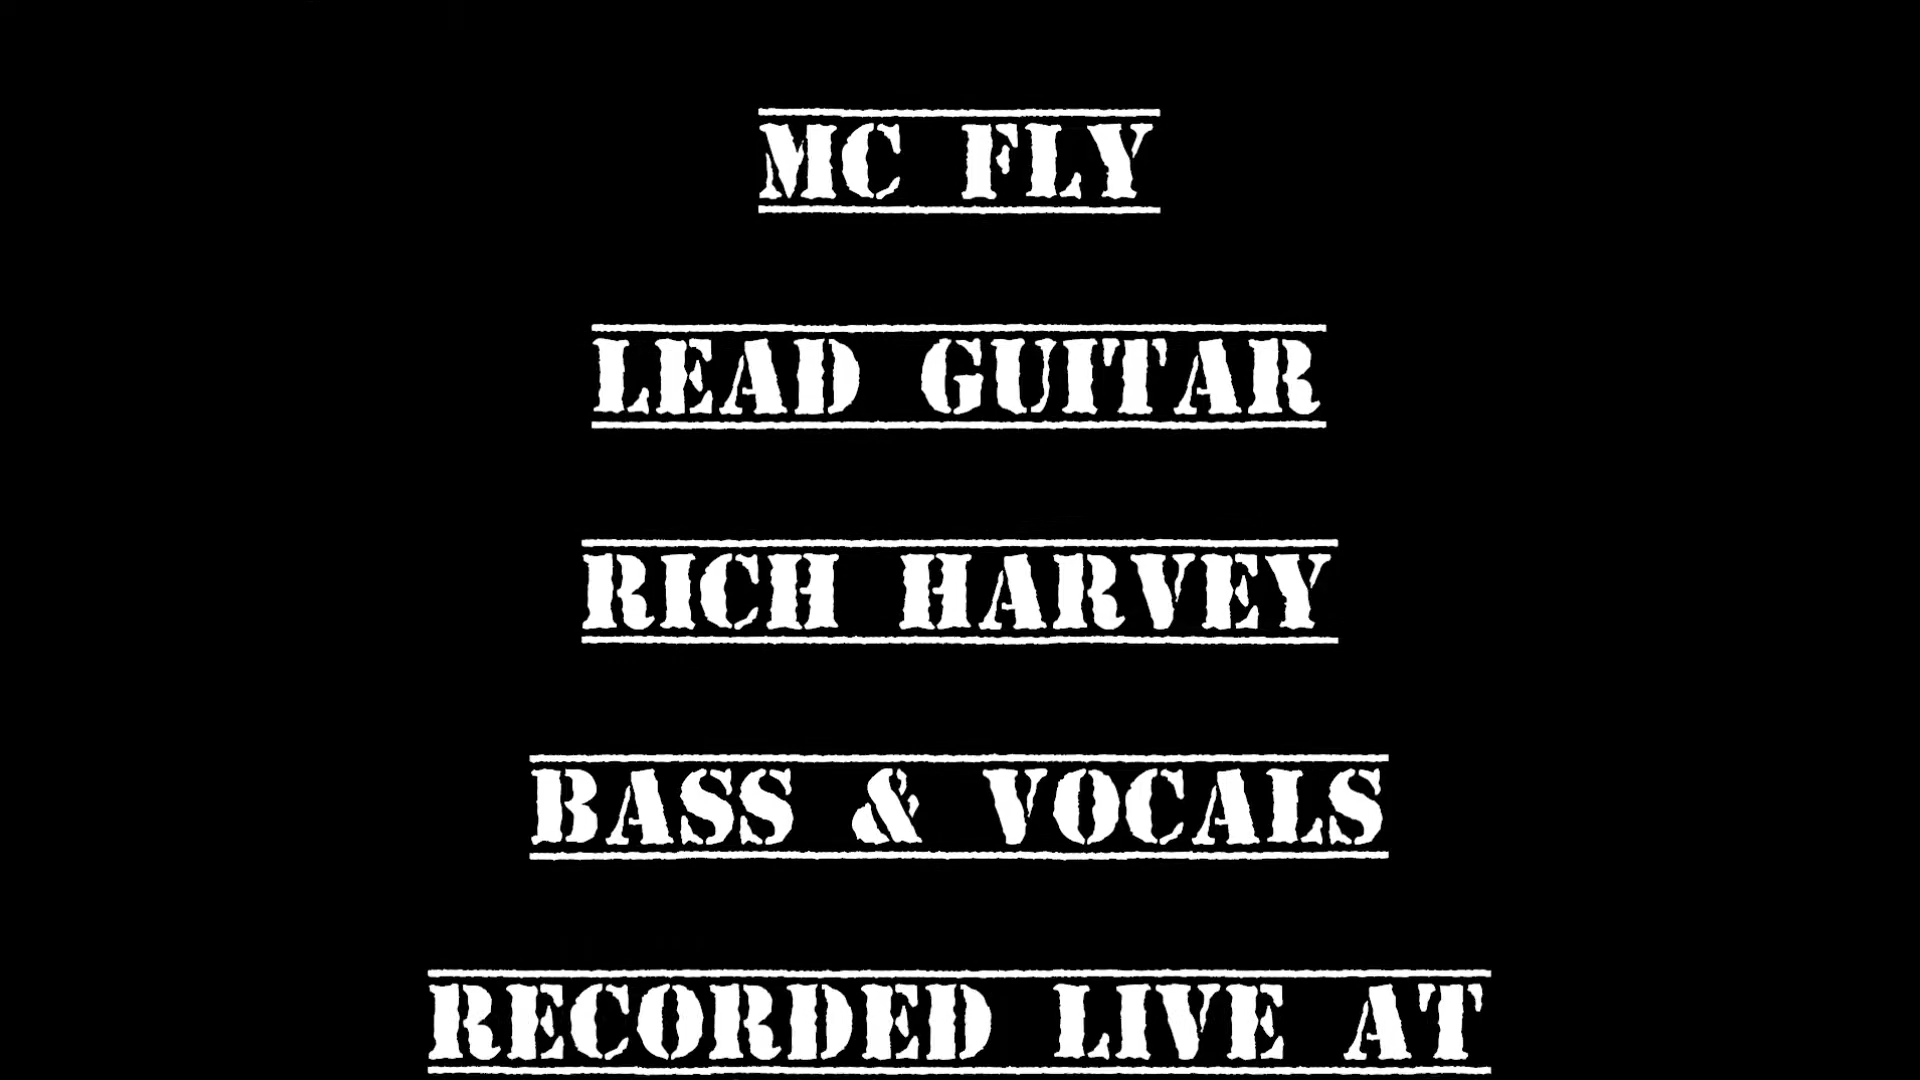 MC FLY
LEAD GUITAR
RICH HARVEY
BASS & VOCALS
RECORDED LIVE AT